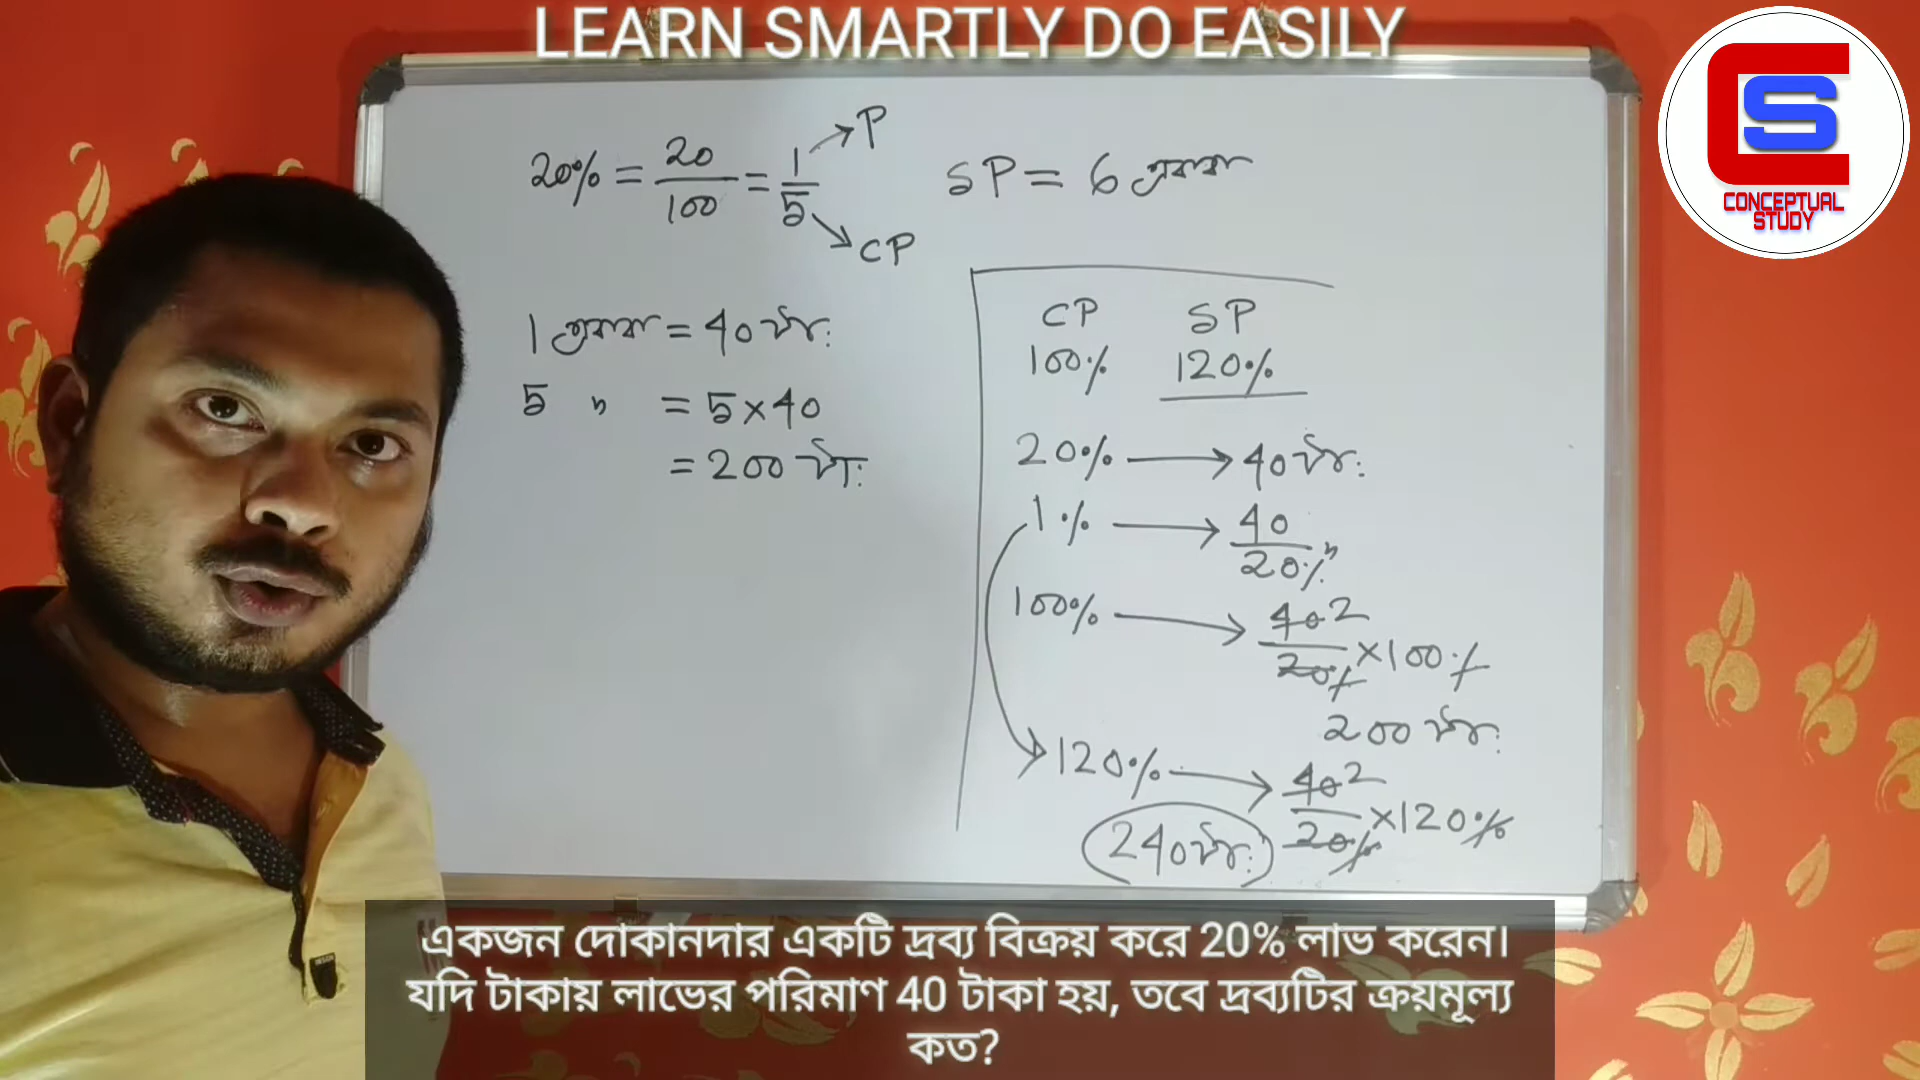 LEARN SMARTLY DO EASILY
CONCEPTUAL
STUDY
20% = 20/100 = 1/5 → P
→ CP
SP = 6 একক
1 একক = 40 টা:
5 " = 5×40
= 200 টা:
CP SP
100% 120%
20% → 40 টা:
1% → 40/20% "
100% → 40 2/20% ×100%
200 টা:
120% → 40 2/20% ×120%
240 টা:
একজন দোকানদার একটি দ্রব্য বিক্রয় করে 20% লাভ করেন।
যদি টাকায় লাভের পরিমাণ 40 টাকা হয়, তবে দ্রব্যটির ক্রয়মূল্য
কত?